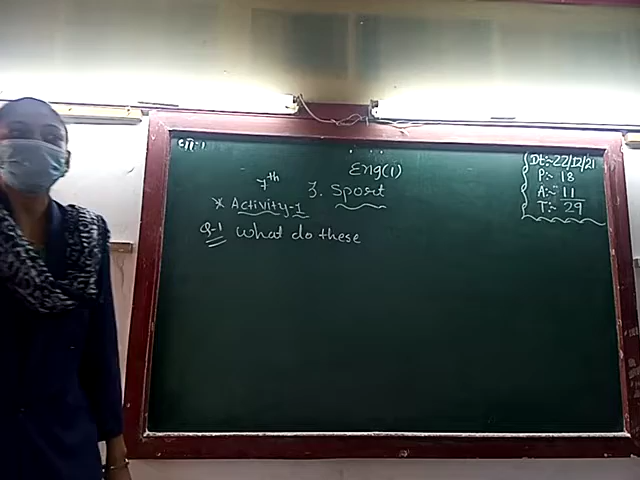 Eng(1)
7th
3. Sport
* Activity-1
Q-1 What do these
Dt:- 22/12/21
P:- 18
A:- 11
T:- 29